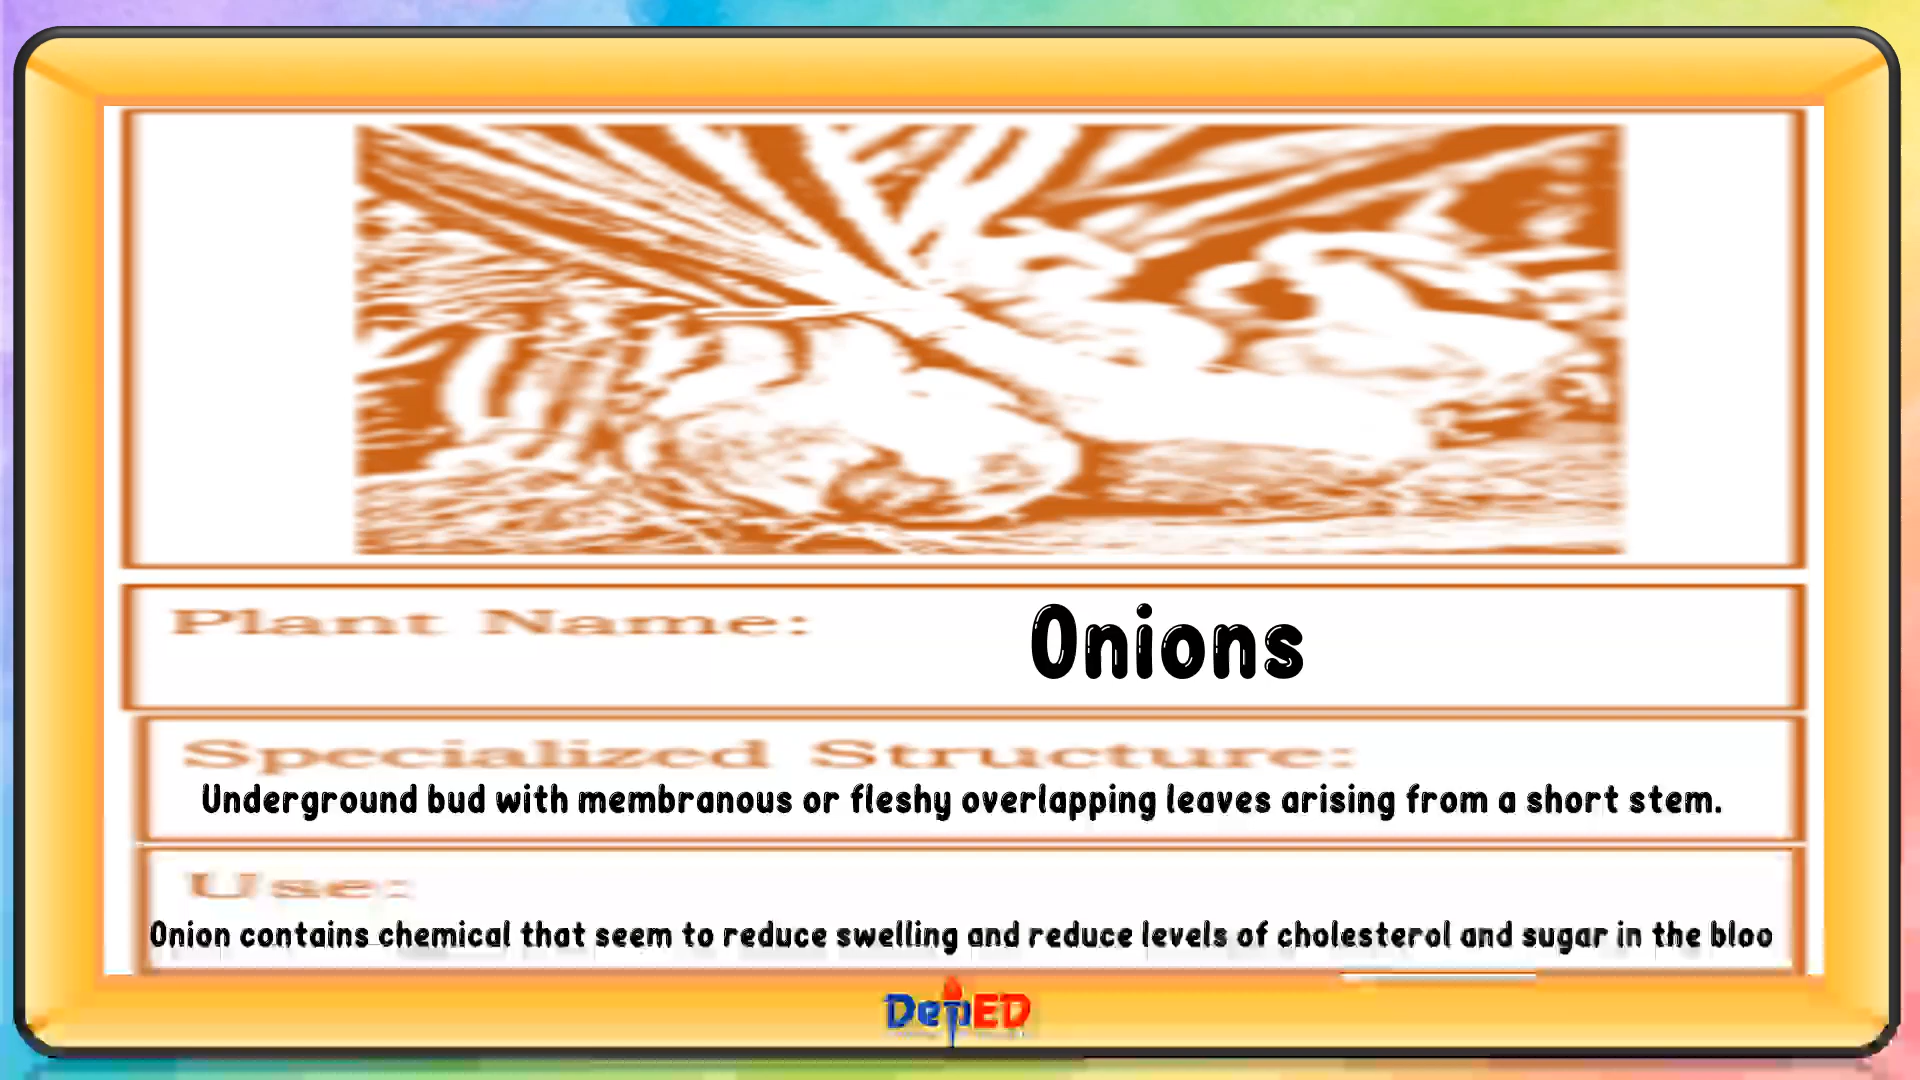 Plant Name:
Onions
Specialized Structure:
Underground bud with membranous or fleshy overlapping leaves arising from a short stem.
Use:
Onion contains chemical that seem to reduce swelling and reduce levels of cholesterol and sugar in the bloo
DepED